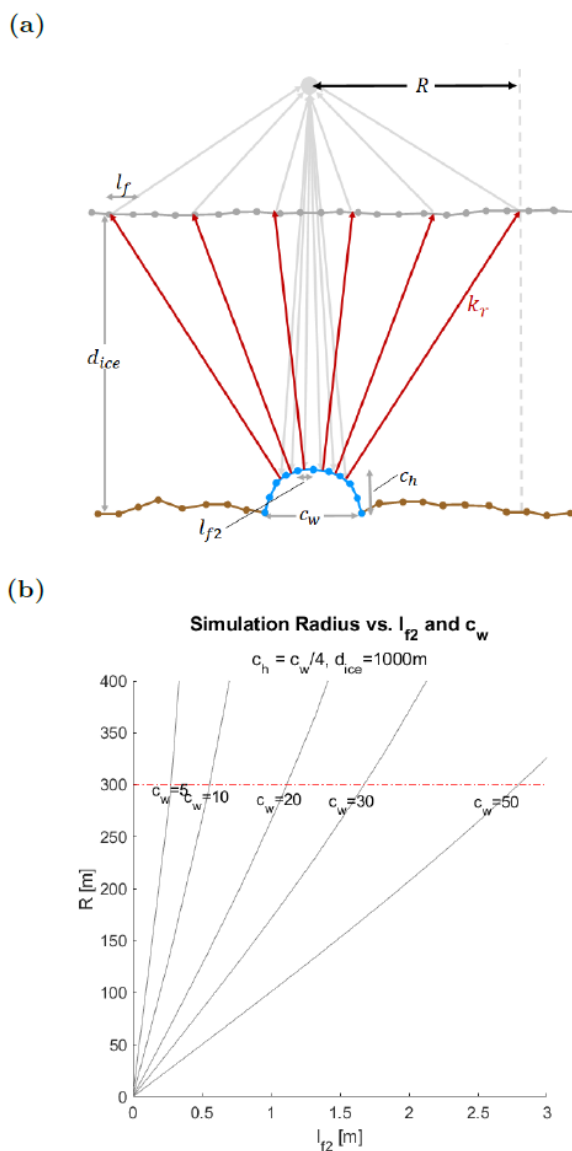 (a)
R
l_f
k_r
d_ice
c_h
l_f2
c_w
(b)
Simulation Radius vs. l_f2 and c_w
c_h = c_w/4, d_ice=1000m
400
350
300
250
200
150
100
50
0
R [m]
c_w=5
c_w=10
c_w=20
c_w=30
c_w=50
0
0.5
1
1.5
2
2.5
3
l_f2 [m]